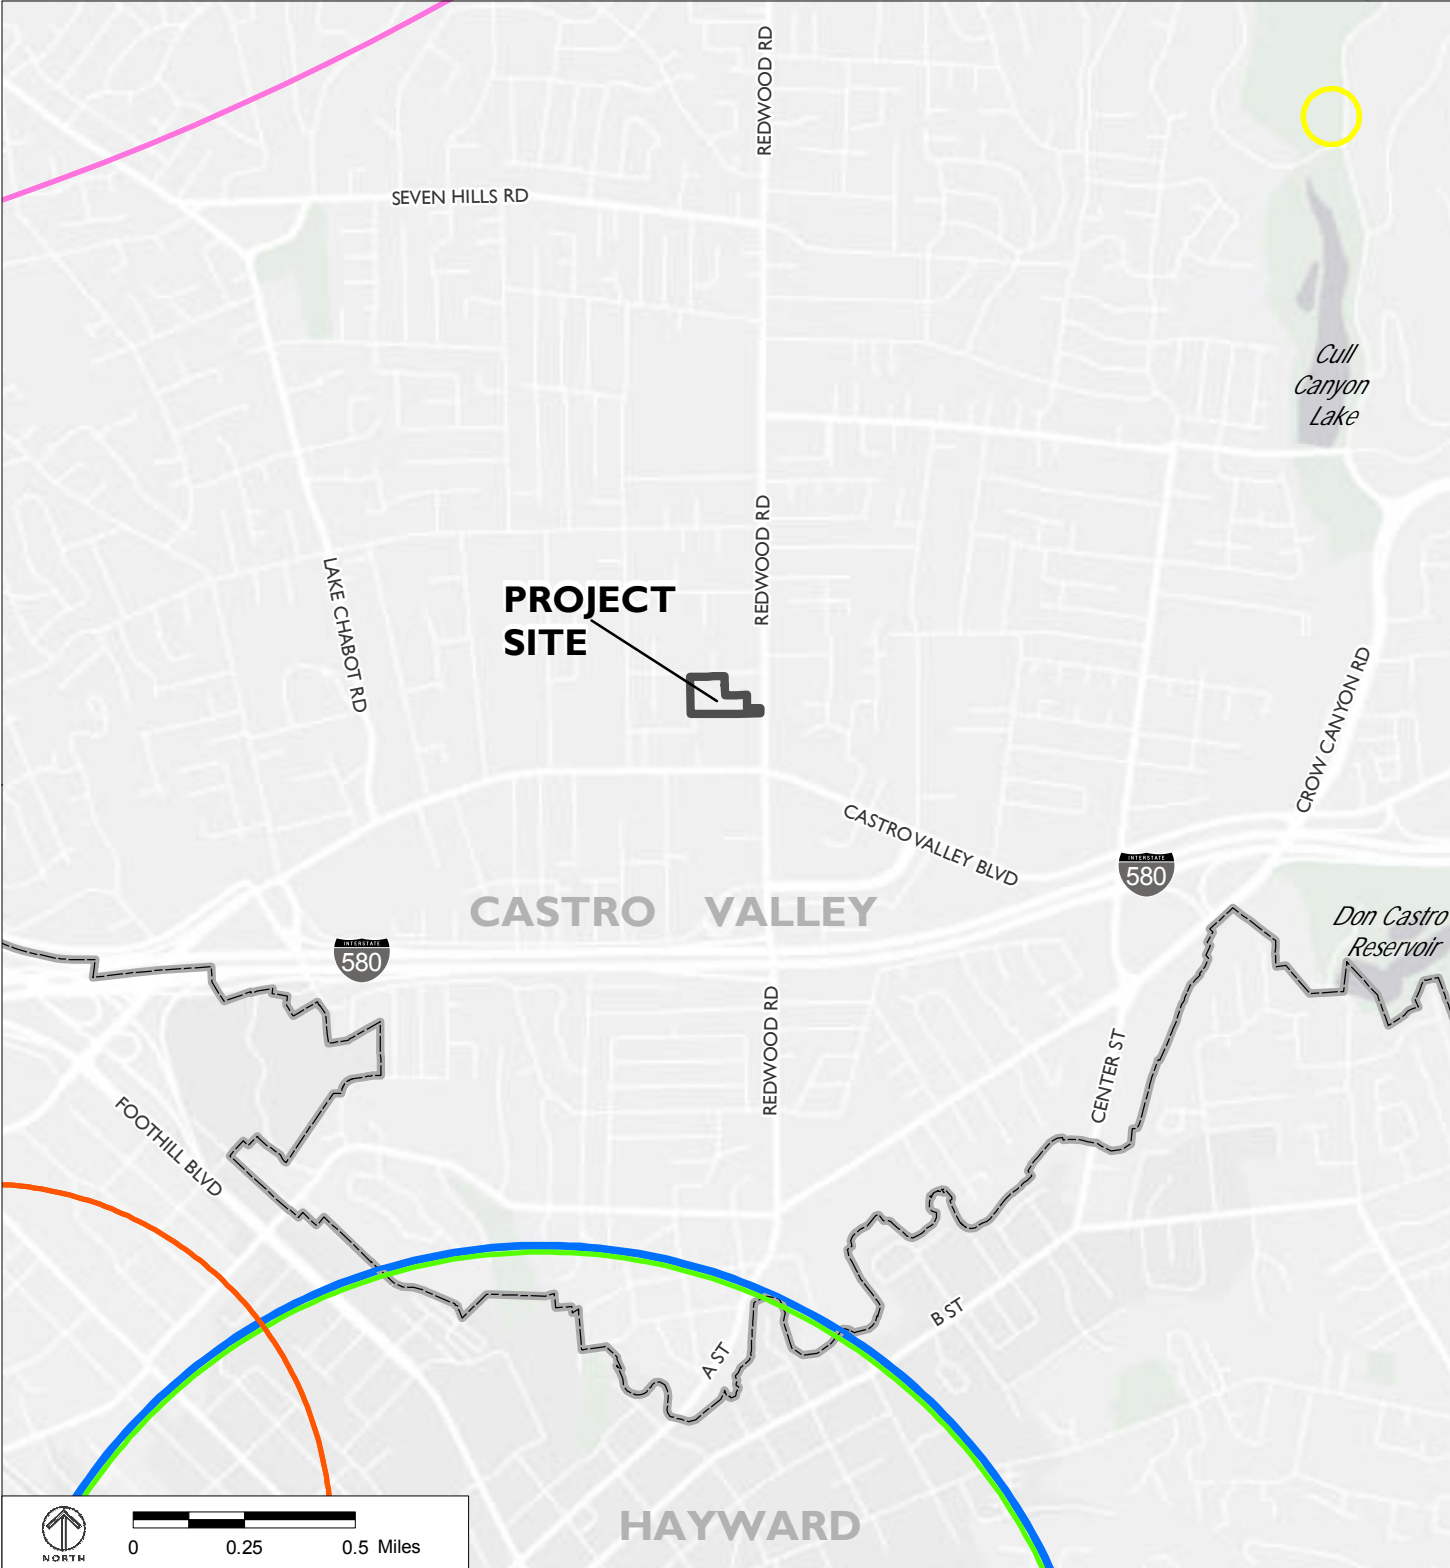 REDWOOD RD
SEVEN HILLS RD
Cull
Canyon
Lake
REDWOOD RD
LAKE CHABOT RD
PROJECT
SITE
CROW CANYON RD
CASTRO VALLEY BLVD
INTERSTATE
580
CASTRO VALLEY
Don Castro
Reservoir
INTERSTATE
580
REDWOOD RD
CENTER ST
FOOTHILL BLVD
B ST
A ST
HAYWARD
NORTH
0 0.25 0.5 Miles